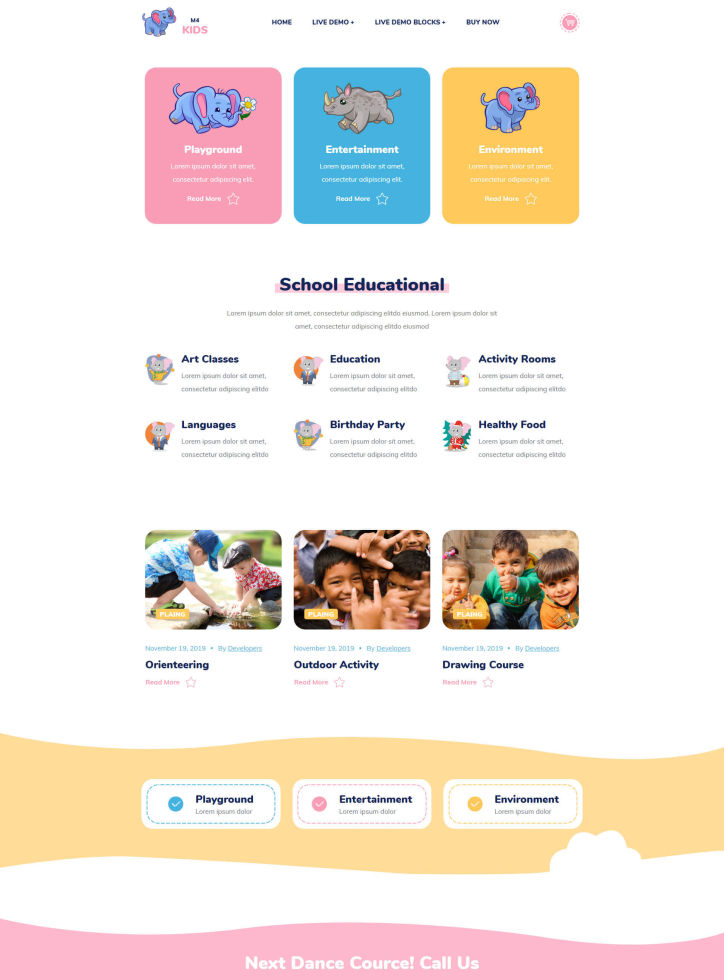 M4
KIDS
HOME
LIVE DEMO +
LIVE DEMO BLOCKS +
BUY NOW
Playground
Lorem ipsum dolor sit amet,
consectetur adipiscing elit.
Read More
Entertainment
Lorem ipsum dolor sit amet,
consectetur adipiscing elit.
Read More
Environment
Lorem ipsum dolor sit amet,
consectetur adipiscing elit.
Read More
School Educational
Lorem ipsum dolor sit amet, consectetur adipiscing elitdo eiusmod. Lorem ipsum dolor sit
amet, consectetur adipiscing elitdo eiusmod
Art Classes
Lorem ipsum dolor sit amet,
consectetur adipiscing elitdo
Education
Lorem ipsum dolor sit amet,
consectetur adipiscing elitdo
Activity Rooms
Lorem ipsum dolor sit amet,
consectetur adipiscing elitdo
Languages
Lorem ipsum dolor sit amet,
consectetur adipiscing elitdo
Birthday Party
Lorem ipsum dolor sit amet,
consectetur adipiscing elitdo
Healthy Food
Lorem ipsum dolor sit amet,
consectetur adipiscing elitdo
PLAING
November 19, 2019 • By Developers
Orienteering
Read More
PLAING
November 19, 2019 • By Developers
Outdoor Activity
Read More
PLAING
November 19, 2019 • By Developers
Drawing Course
Read More
Playground
Lorem ipsum dolor
Entertainment
Lorem ipsum dolor
Environment
Lorem ipsum dolor
Next Dance Cource! Call Us